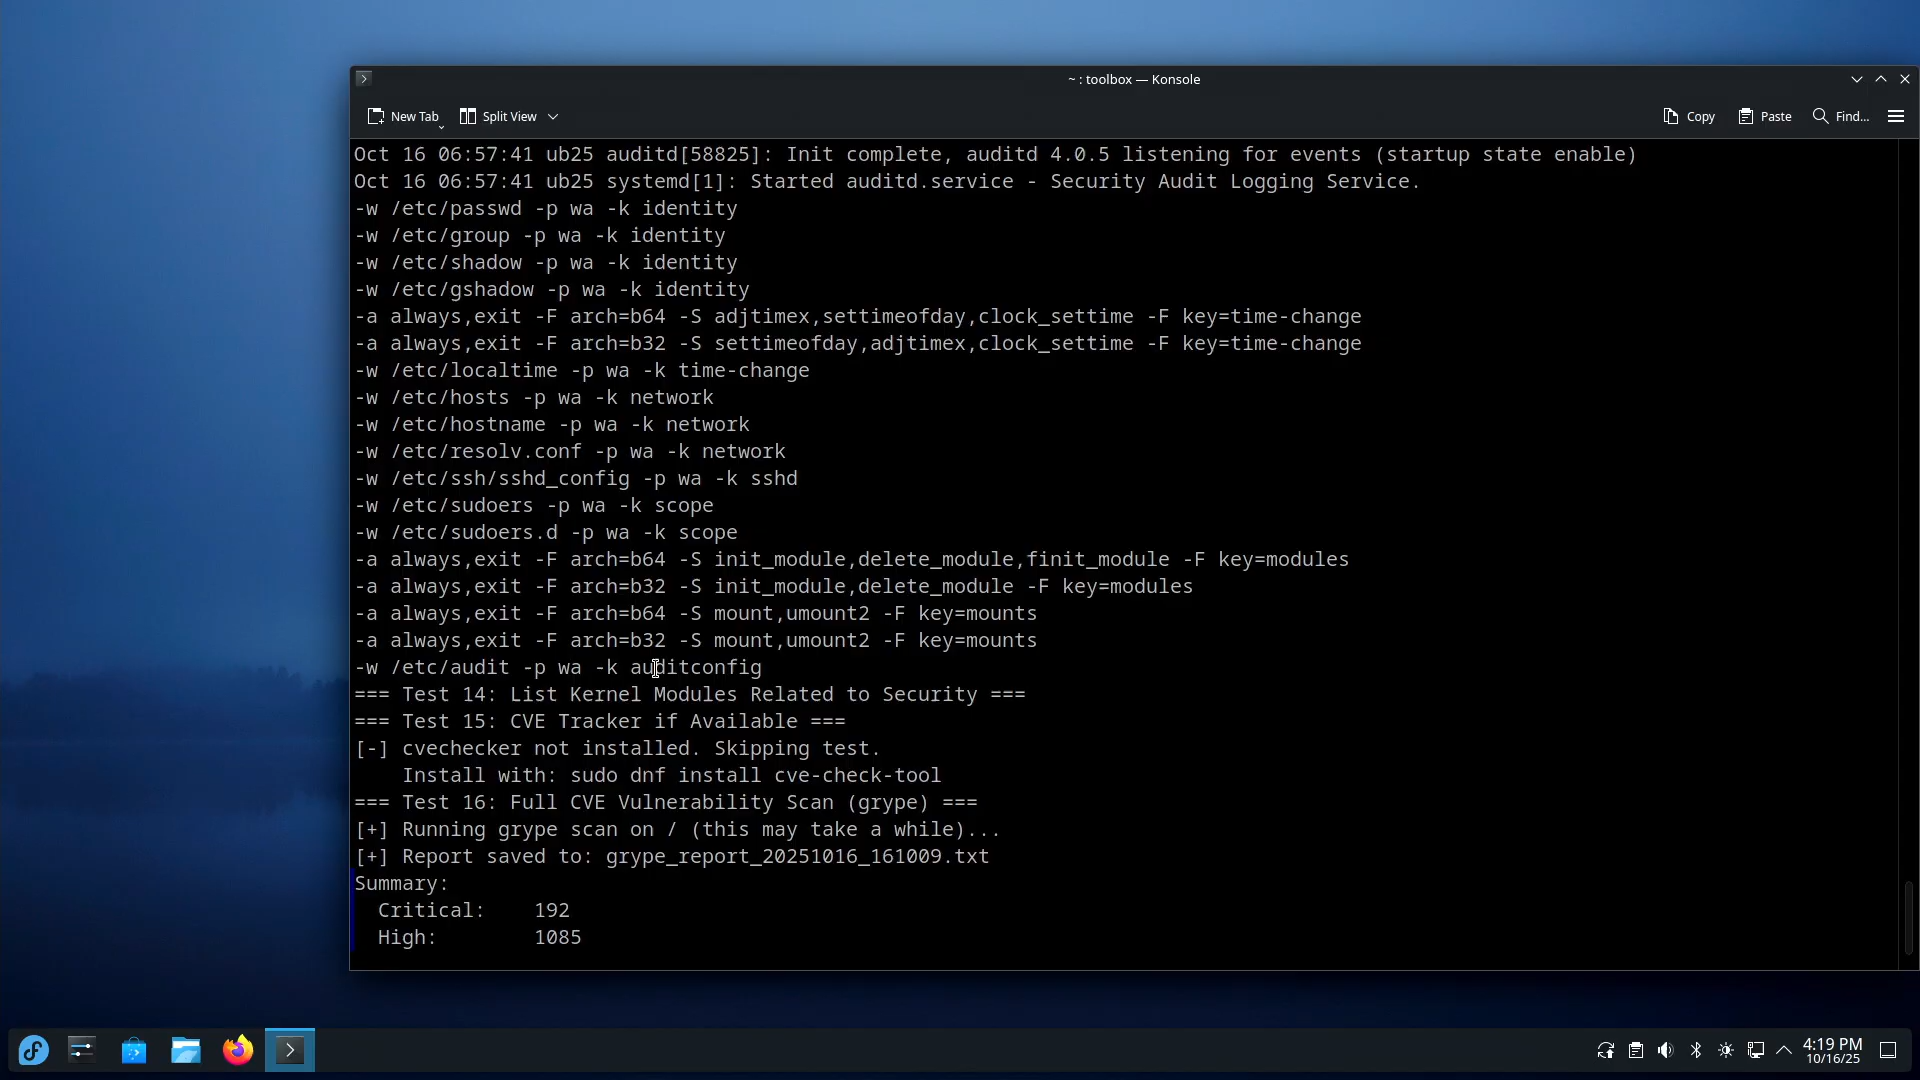 ~ : toolbox — Konsole
New Tab
Split View
Copy
Paste
Find...
Oct 16 06:57:41 ub25 auditd[58825]: Init complete, auditd 4.0.5 listening for events (startup state enable)
Oct 16 06:57:41 ub25 systemd[1]: Started auditd.service - Security Audit Logging Service.
-w /etc/passwd -p wa -k identity
-w /etc/group -p wa -k identity
-w /etc/shadow -p wa -k identity
-w /etc/gshadow -p wa -k identity
-a always,exit -F arch=b64 -S adjtimex,settimeofday,clock_settime -F key=time-change
-a always,exit -F arch=b32 -S settimeofday,adjtimex,clock_settime -F key=time-change
-w /etc/localtime -p wa -k time-change
-w /etc/hosts -p wa -k network
-w /etc/hostname -p wa -k network
-w /etc/resolv.conf -p wa -k network
-w /etc/ssh/sshd_config -p wa -k sshd
-w /etc/sudoers -p wa -k scope
-w /etc/sudoers.d -p wa -k scope
-a always,exit -F arch=b64 -S init_module,delete_module,finit_module -F key=modules
-a always,exit -F arch=b32 -S init_module,delete_module -F key=modules
-a always,exit -F arch=b64 -S mount,umount2 -F key=mounts
-a always,exit -F arch=b32 -S mount,umount2 -F key=mounts
-w /etc/audit -p wa -k auditconfig
=== Test 14: List Kernel Modules Related to Security ===
=== Test 15: CVE Tracker if Available ===
[-] cvechecker not installed. Skipping test.
    Install with: sudo dnf install cve-check-tool
=== Test 16: Full CVE Vulnerability Scan (grype) ===
[+] Running grype scan on / (this may take a while)...
[+] Report saved to: grype_report_20251016_161009.txt
Summary:
  Critical:    192
  High:        1085
4:19 PM
10/16/25